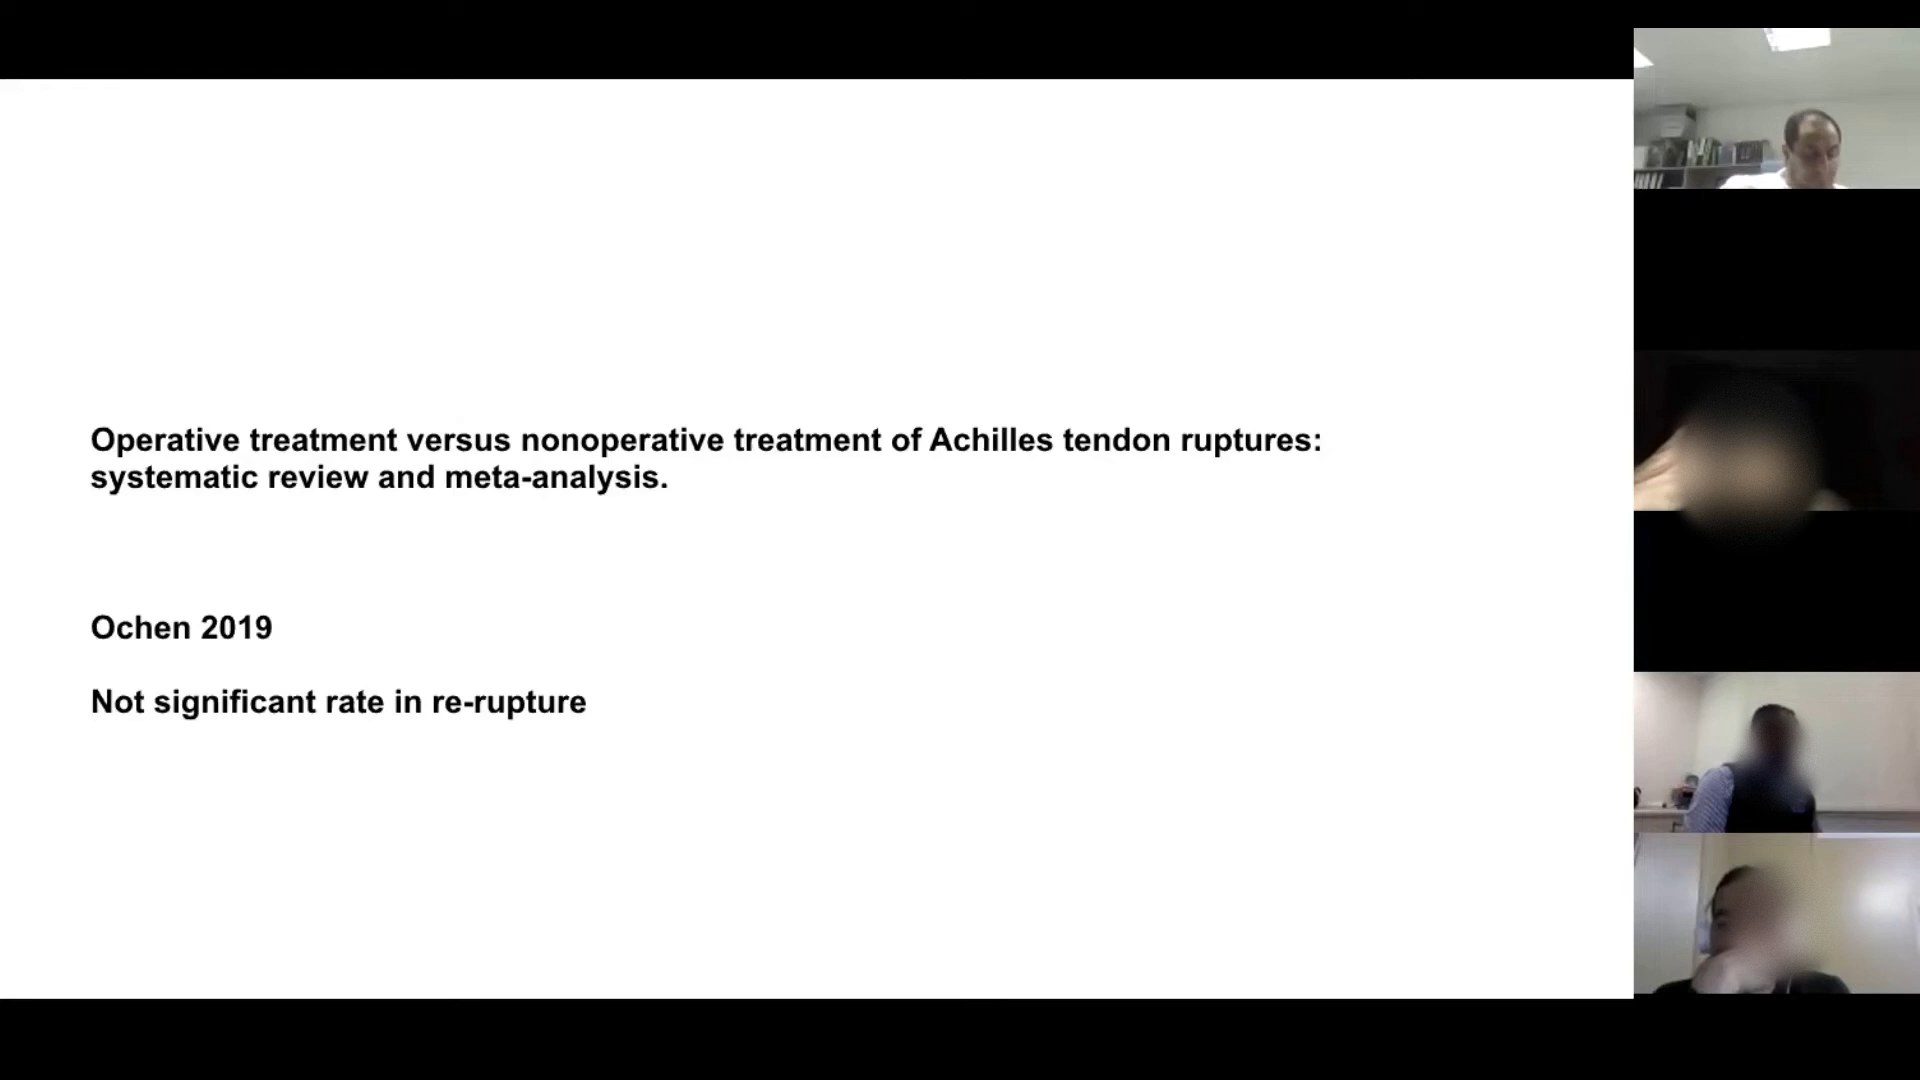 Operative treatment versus nonoperative treatment of Achilles tendon ruptures:
systematic review and meta-analysis.
Ochen 2019
Not significant rate in re-rupture